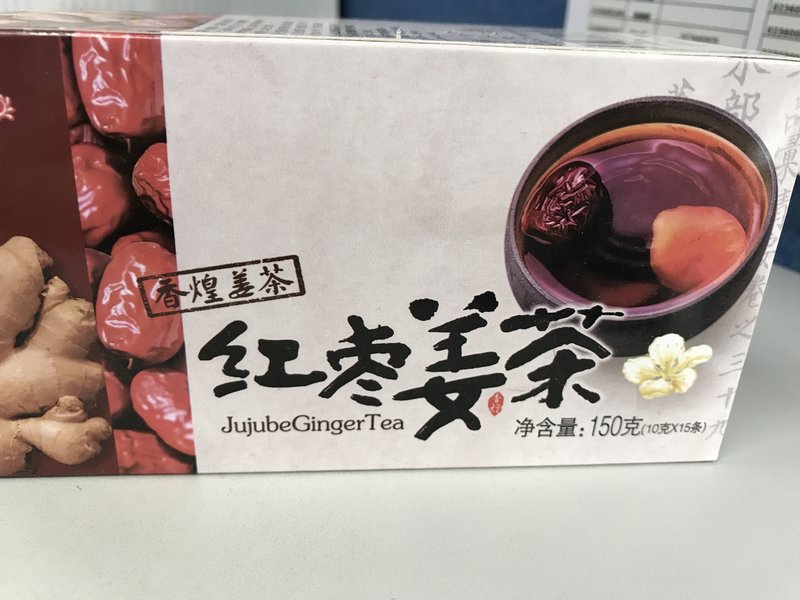 香煌姜茶
红枣姜茶
JujubeGingerTea
净含量: 150克(10克X15条)